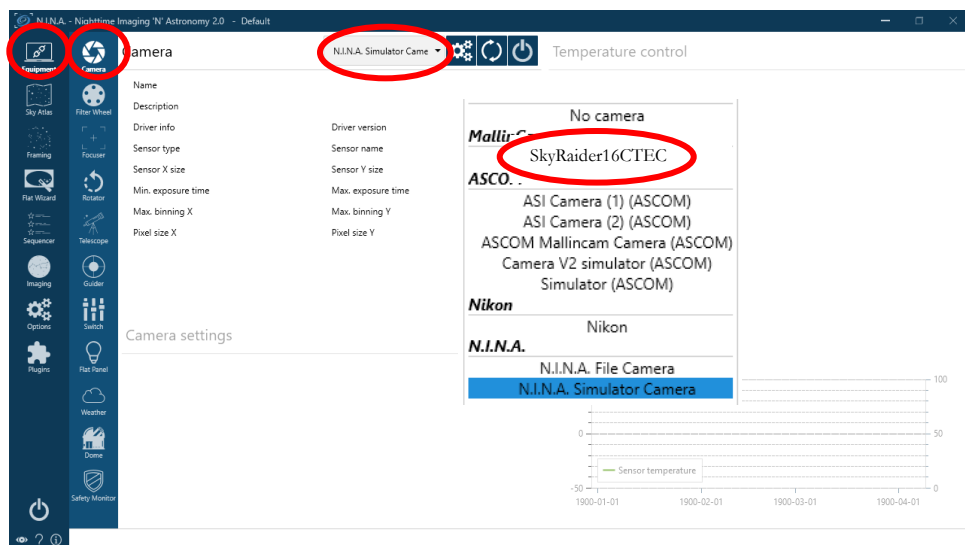 N.I.N.A. - Nighttime Imaging 'N' Astronomy 2.0 - Default
Equipment
Sky Atlas
Framing
Flat Wizard
Sequencer
Imaging
Options
Plugins
Camera
Filter Wheel
Focuser
Rotator
Telescope
Guider
Switch
Flat Panel
Weather
Dome
Safety Monitor
Camera
N.I.N.A. Simulator Came
Temperature control
Name
Description
Driver info
Driver version
Sensor type
Sensor name
Sensor X size
Sensor Y size
Min. exposure time
Max. exposure time
Max. binning X
Max. binning Y
Pixel size X
Pixel size Y
Camera settings
No camera
SkyRaider16CTEC
ASI Camera (1) (ASCOM)
ASI Camera (2) (ASCOM)
ASCOM Mallincam Camera (ASCOM)
Camera V2 simulator (ASCOM)
Simulator (ASCOM)
Nikon
Nikon
N.I.N.A.
N.I.N.A. File Camera
N.I.N.A. Simulator Camera
100
0
50
Sensor temperature
-50
0
1900-01-01
1900-02-01
1900-03-01
1900-04-01